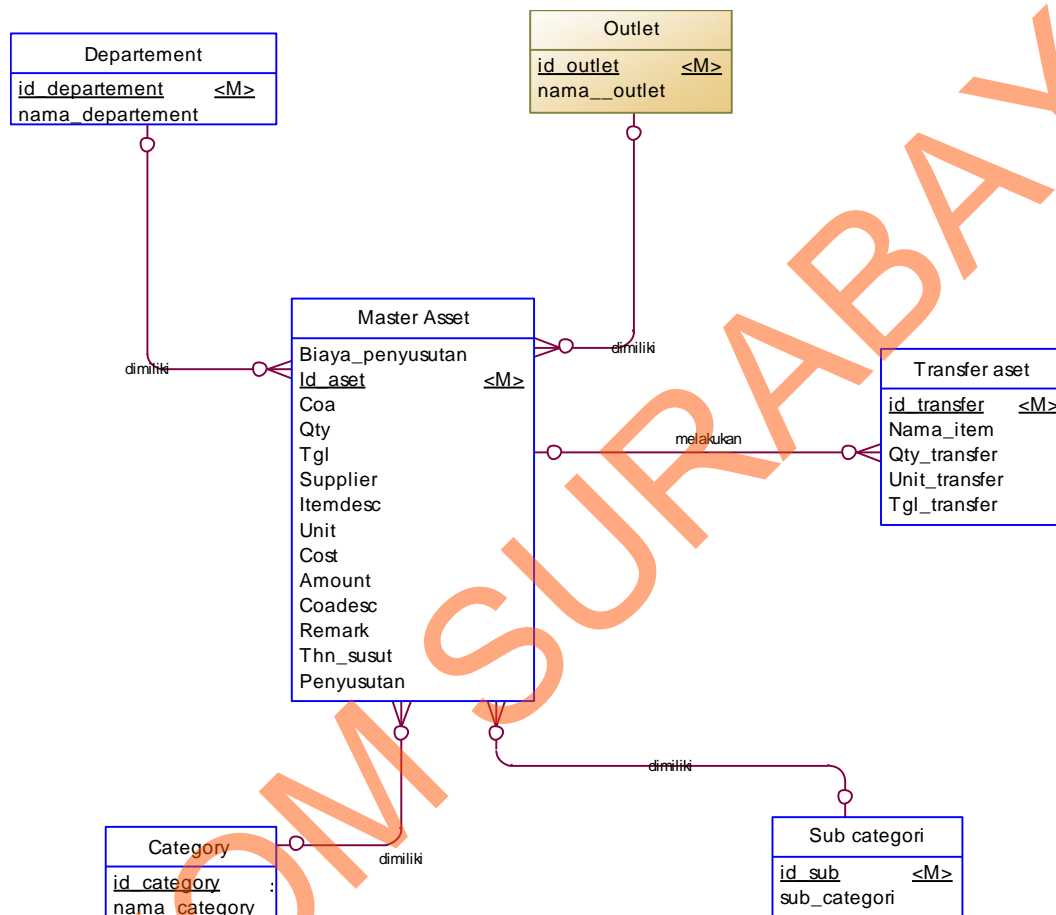 Departement
id_departement <M>
nama_departement
Outlet
id_outlet <M>
nama__outlet
dimiliki
dimiliki
Master Asset
Biaya_penyusutan
Id_aset <M>
Coa
Qty
Tgl
Supplier
Itemdesc
Unit
Cost
Amount
Coadesc
Remark
Thn_susut
Penyusutan
melakukan
Transfer aset
id_transfer <M>
Nama_item
Qty_transfer
Unit_transfer
Tgl_transfer
dimiliki
dimiliki
Category
id_category
nama_category
Sub categori
id_sub <M>
sub_categori
OM SURABAY